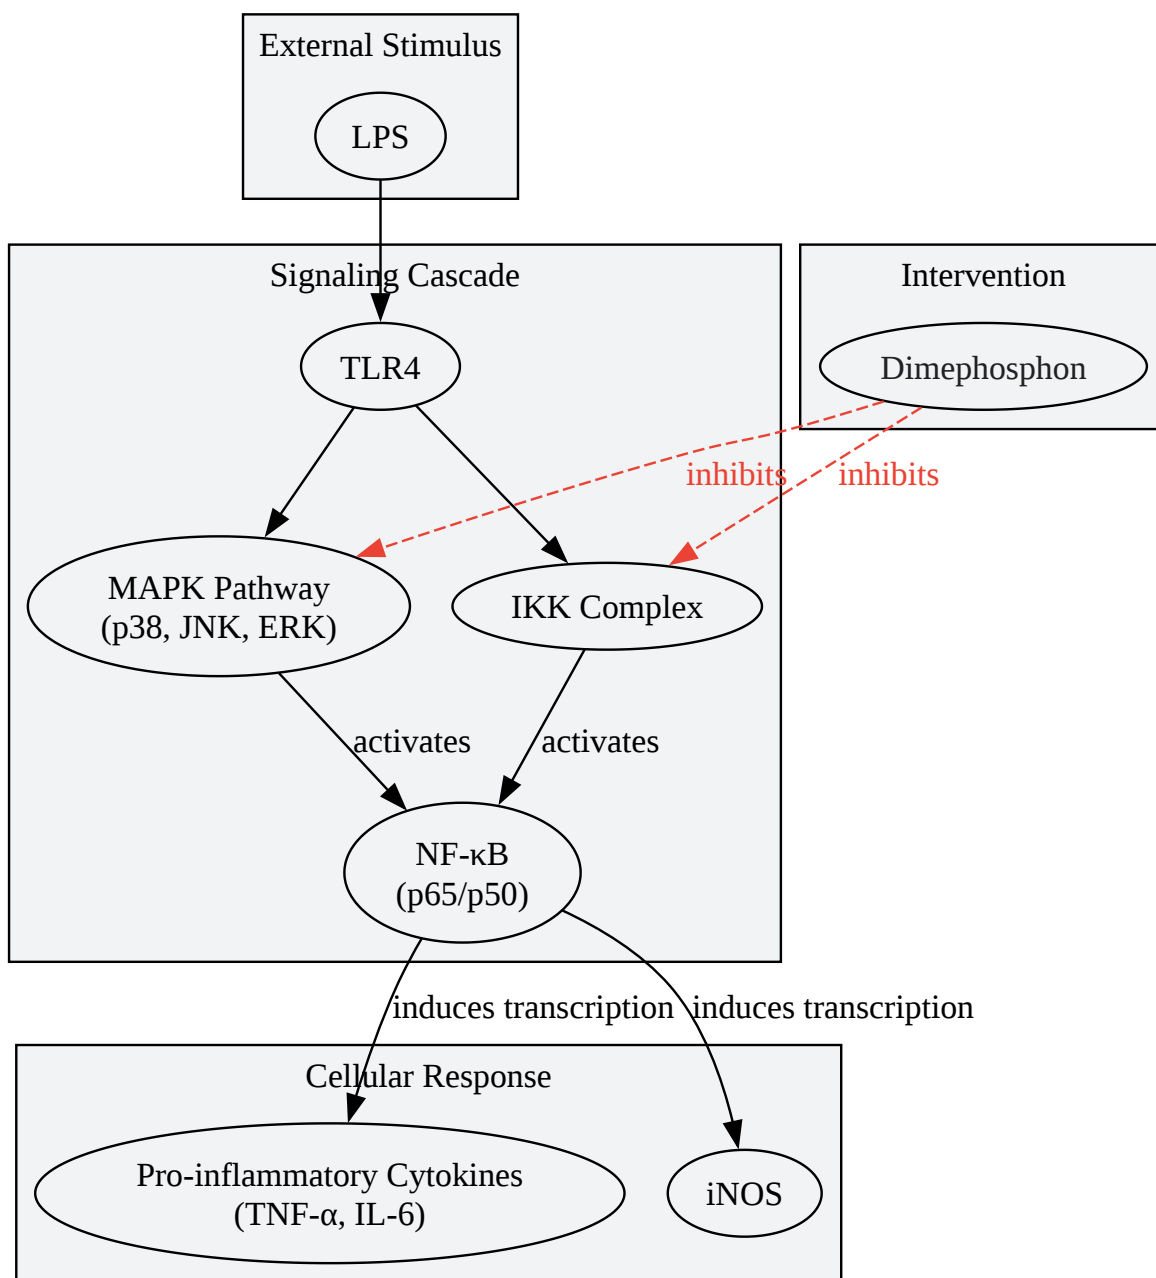 External Stimulus
LPS
Signaling Cascade
Intervention
TLR4
Dimephosphon
inhibits
inhibits
MAPK Pathway
(p38, JNK, ERK)
IKK Complex
activates
activates
NF-κB
(p65/p50)
induces transcription
induces transcription
Cellular Response
Pro-inflammatory Cytokines
(TNF-α, IL-6)
iNOS